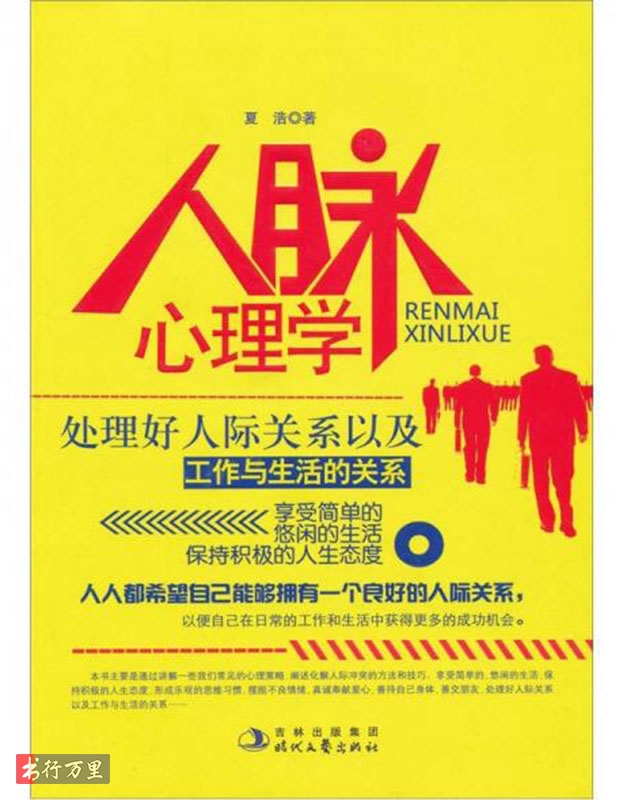 夏 浩◎著
人脉
心理学
RENMAI
XINLIXUE
处理好人际关系以及
工作与生活的关系
享受简单的
悠闲的生活
保持积极的人生态度
人人都希望自己能够拥有一个良好的人际关系，
以便自己在日常的工作和生活中获得更多的成功机会。
本书主要是通过讲解一些我们常见的心理策略，阐述化解人际冲突的方法和技巧，享受简单的、悠闲的生活，保
持积极的人生态度，形成乐观的思维习惯，摆脱不良情绪，真诚奉献爱心，善待自己身体，善交朋友，处理好人际关系
以及工作与生活的关系……
吉林出版集团
时代文艺出版社
书行万里